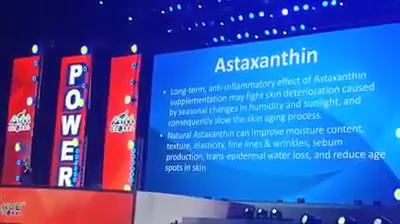 Astaxanthin
• Long-term, anti-inflammatory effect of Astaxanthin
supplementation may fight skin deterioration caused
by seasonal changes in humidity and sunlight, and
consequently slow the skin aging process.
• Natural Astaxanthin can improve moisture content,
texture, elasticity, fine lines & wrinkles, sebum
production, trans-epidermal water loss, and reduce age
spots in skin
POWER